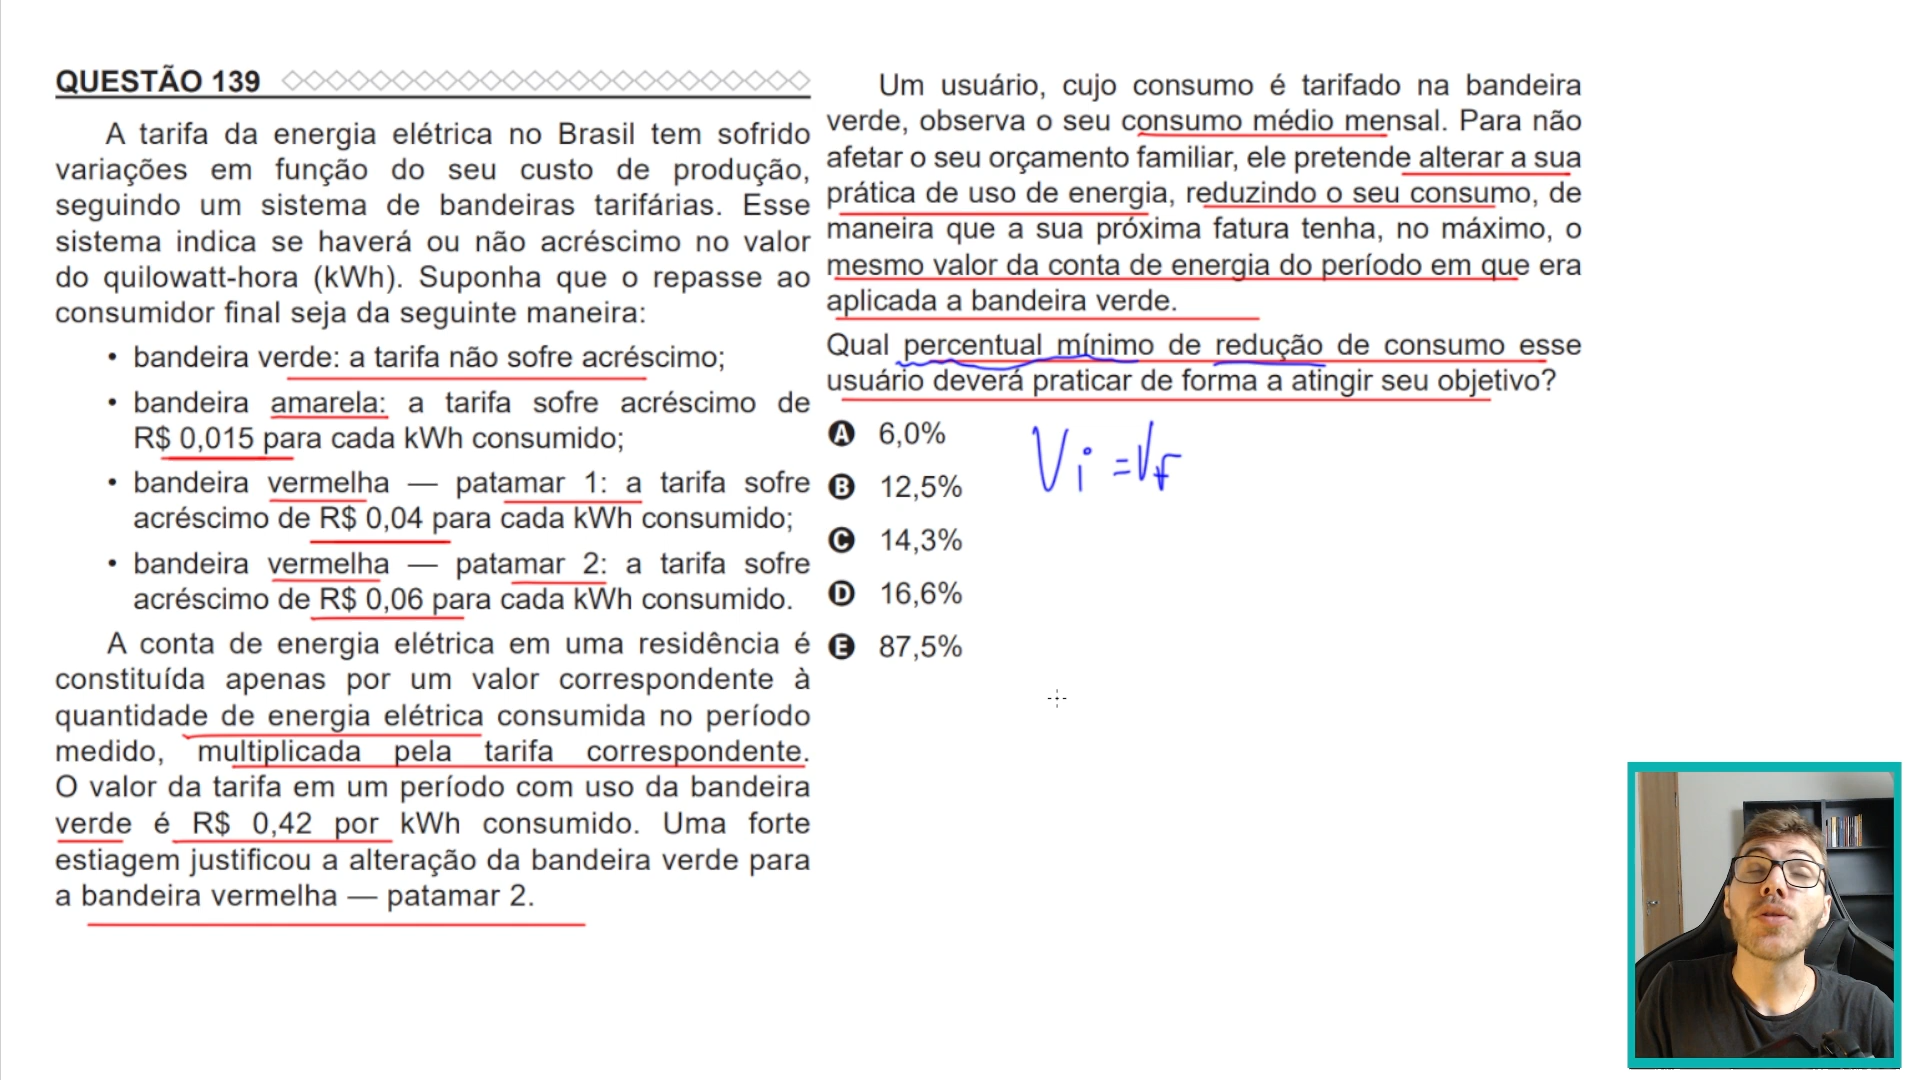 QUESTÃO 139
A tarifa da energia elétrica no Brasil tem sofrido
variações em função do seu custo de produção,
seguindo um sistema de bandeiras tarifárias. Esse
sistema indica se haverá ou não acréscimo no valor
do quilowatt-hora (kWh). Suponha que o repasse ao
consumidor final seja da seguinte maneira:
• bandeira verde: a tarifa não sofre acréscimo;
• bandeira amarela: a tarifa sofre acréscimo de
R$ 0,015 para cada kWh consumido;
• bandeira vermelha — patamar 1: a tarifa sofre
acréscimo de R$ 0,04 para cada kWh consumido;
• bandeira vermelha — patamar 2: a tarifa sofre
acréscimo de R$ 0,06 para cada kWh consumido.
A conta de energia elétrica em uma residência é
constituída apenas por um valor correspondente à
quantidade de energia elétrica consumida no período
medido, multiplicada pela tarifa correspondente.
O valor da tarifa em um período com uso da bandeira
verde é R$ 0,42 por kWh consumido. Uma forte
estiagem justificou a alteração da bandeira verde para
a bandeira vermelha — patamar 2.
Um usuário, cujo consumo é tarifado na bandeira
verde, observa o seu consumo médio mensal. Para não
afetar o seu orçamento familiar, ele pretende alterar a sua
prática de uso de energia, reduzindo o seu consumo, de
maneira que a sua próxima fatura tenha, no máximo, o
mesmo valor da conta de energia do período em que era
aplicada a bandeira verde.
Qual percentual mínimo de redução de consumo esse
usuário deverá praticar de forma a atingir seu objetivo?
A 6,0%
B 12,5%
C 14,3%
D 16,6%
E 87,5%
Vi = Vf